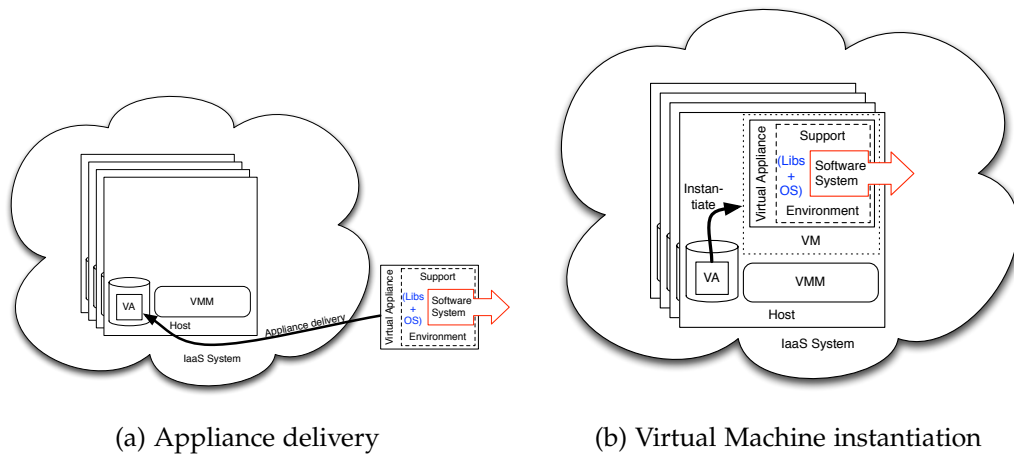 VA
VMM
Host
IaaS System
Appliance delivery
Virtual Appliance
Support
(Libs
+
OS)
Software
System
Environment
(a) Appliance delivery
Instan-
tiate
VA
Virtual Appliance
Support
(Libs
+
OS)
Software
System
Environment
VM
VMM
Host
IaaS System
(b) Virtual Machine instantiation